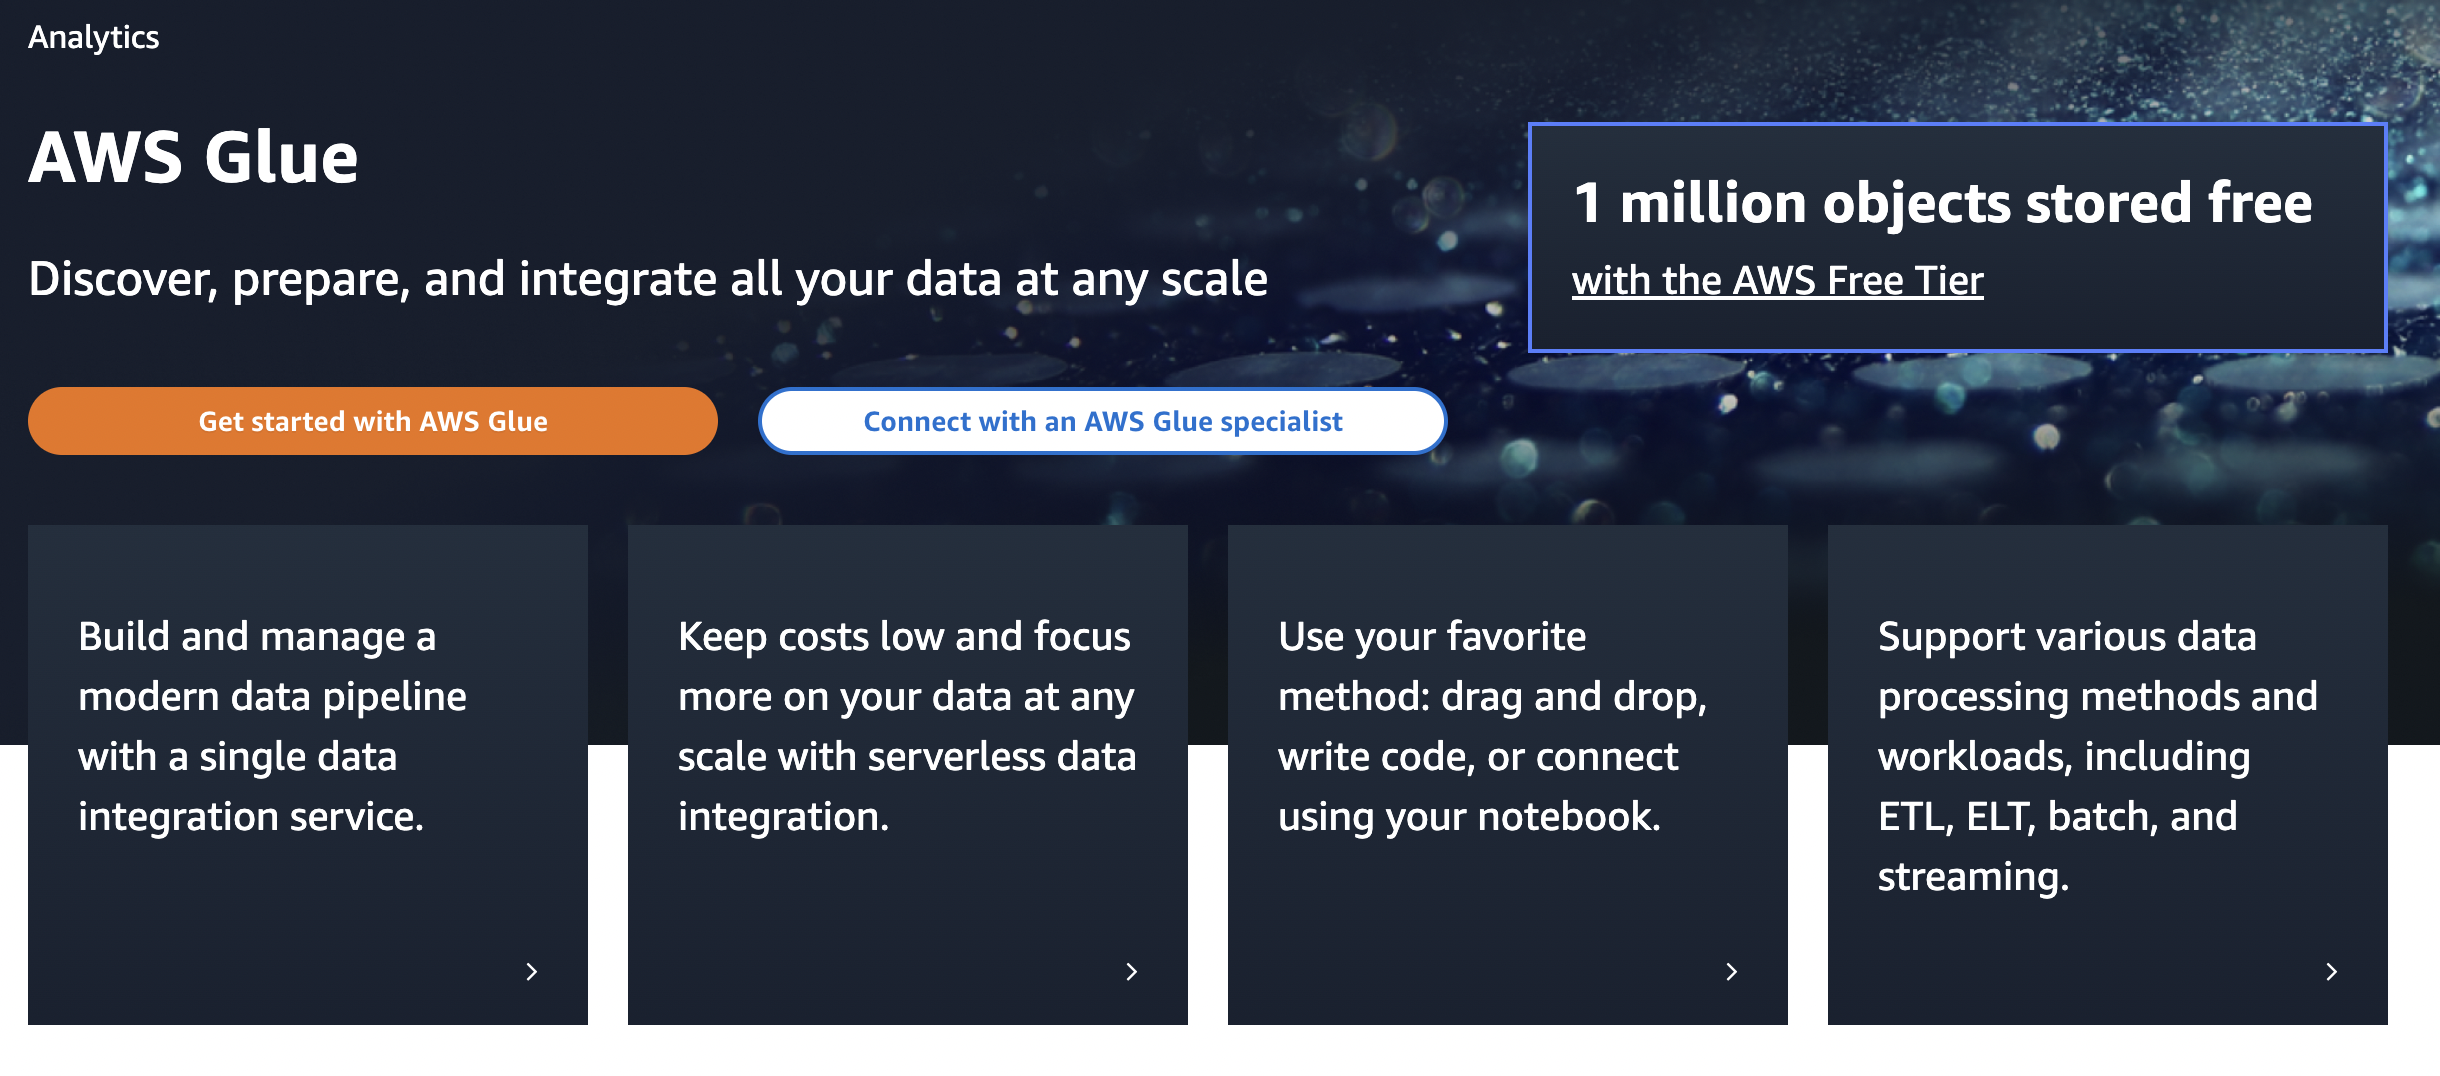 Analytics
AWS Glue
Discover, prepare, and integrate all your data at any scale
1 million objects stored free
with the AWS Free Tier
Get started with AWS Glue
Connect with an AWS Glue specialist
Build and manage a
modern data pipeline
with a single data
integration service.
Keep costs low and focus
more on your data at any
scale with serverless data
integration.
Use your favorite
method: drag and drop,
write code, or connect
using your notebook.
Support various data
processing methods and
workloads, including
ETL, ELT, batch, and
streaming.